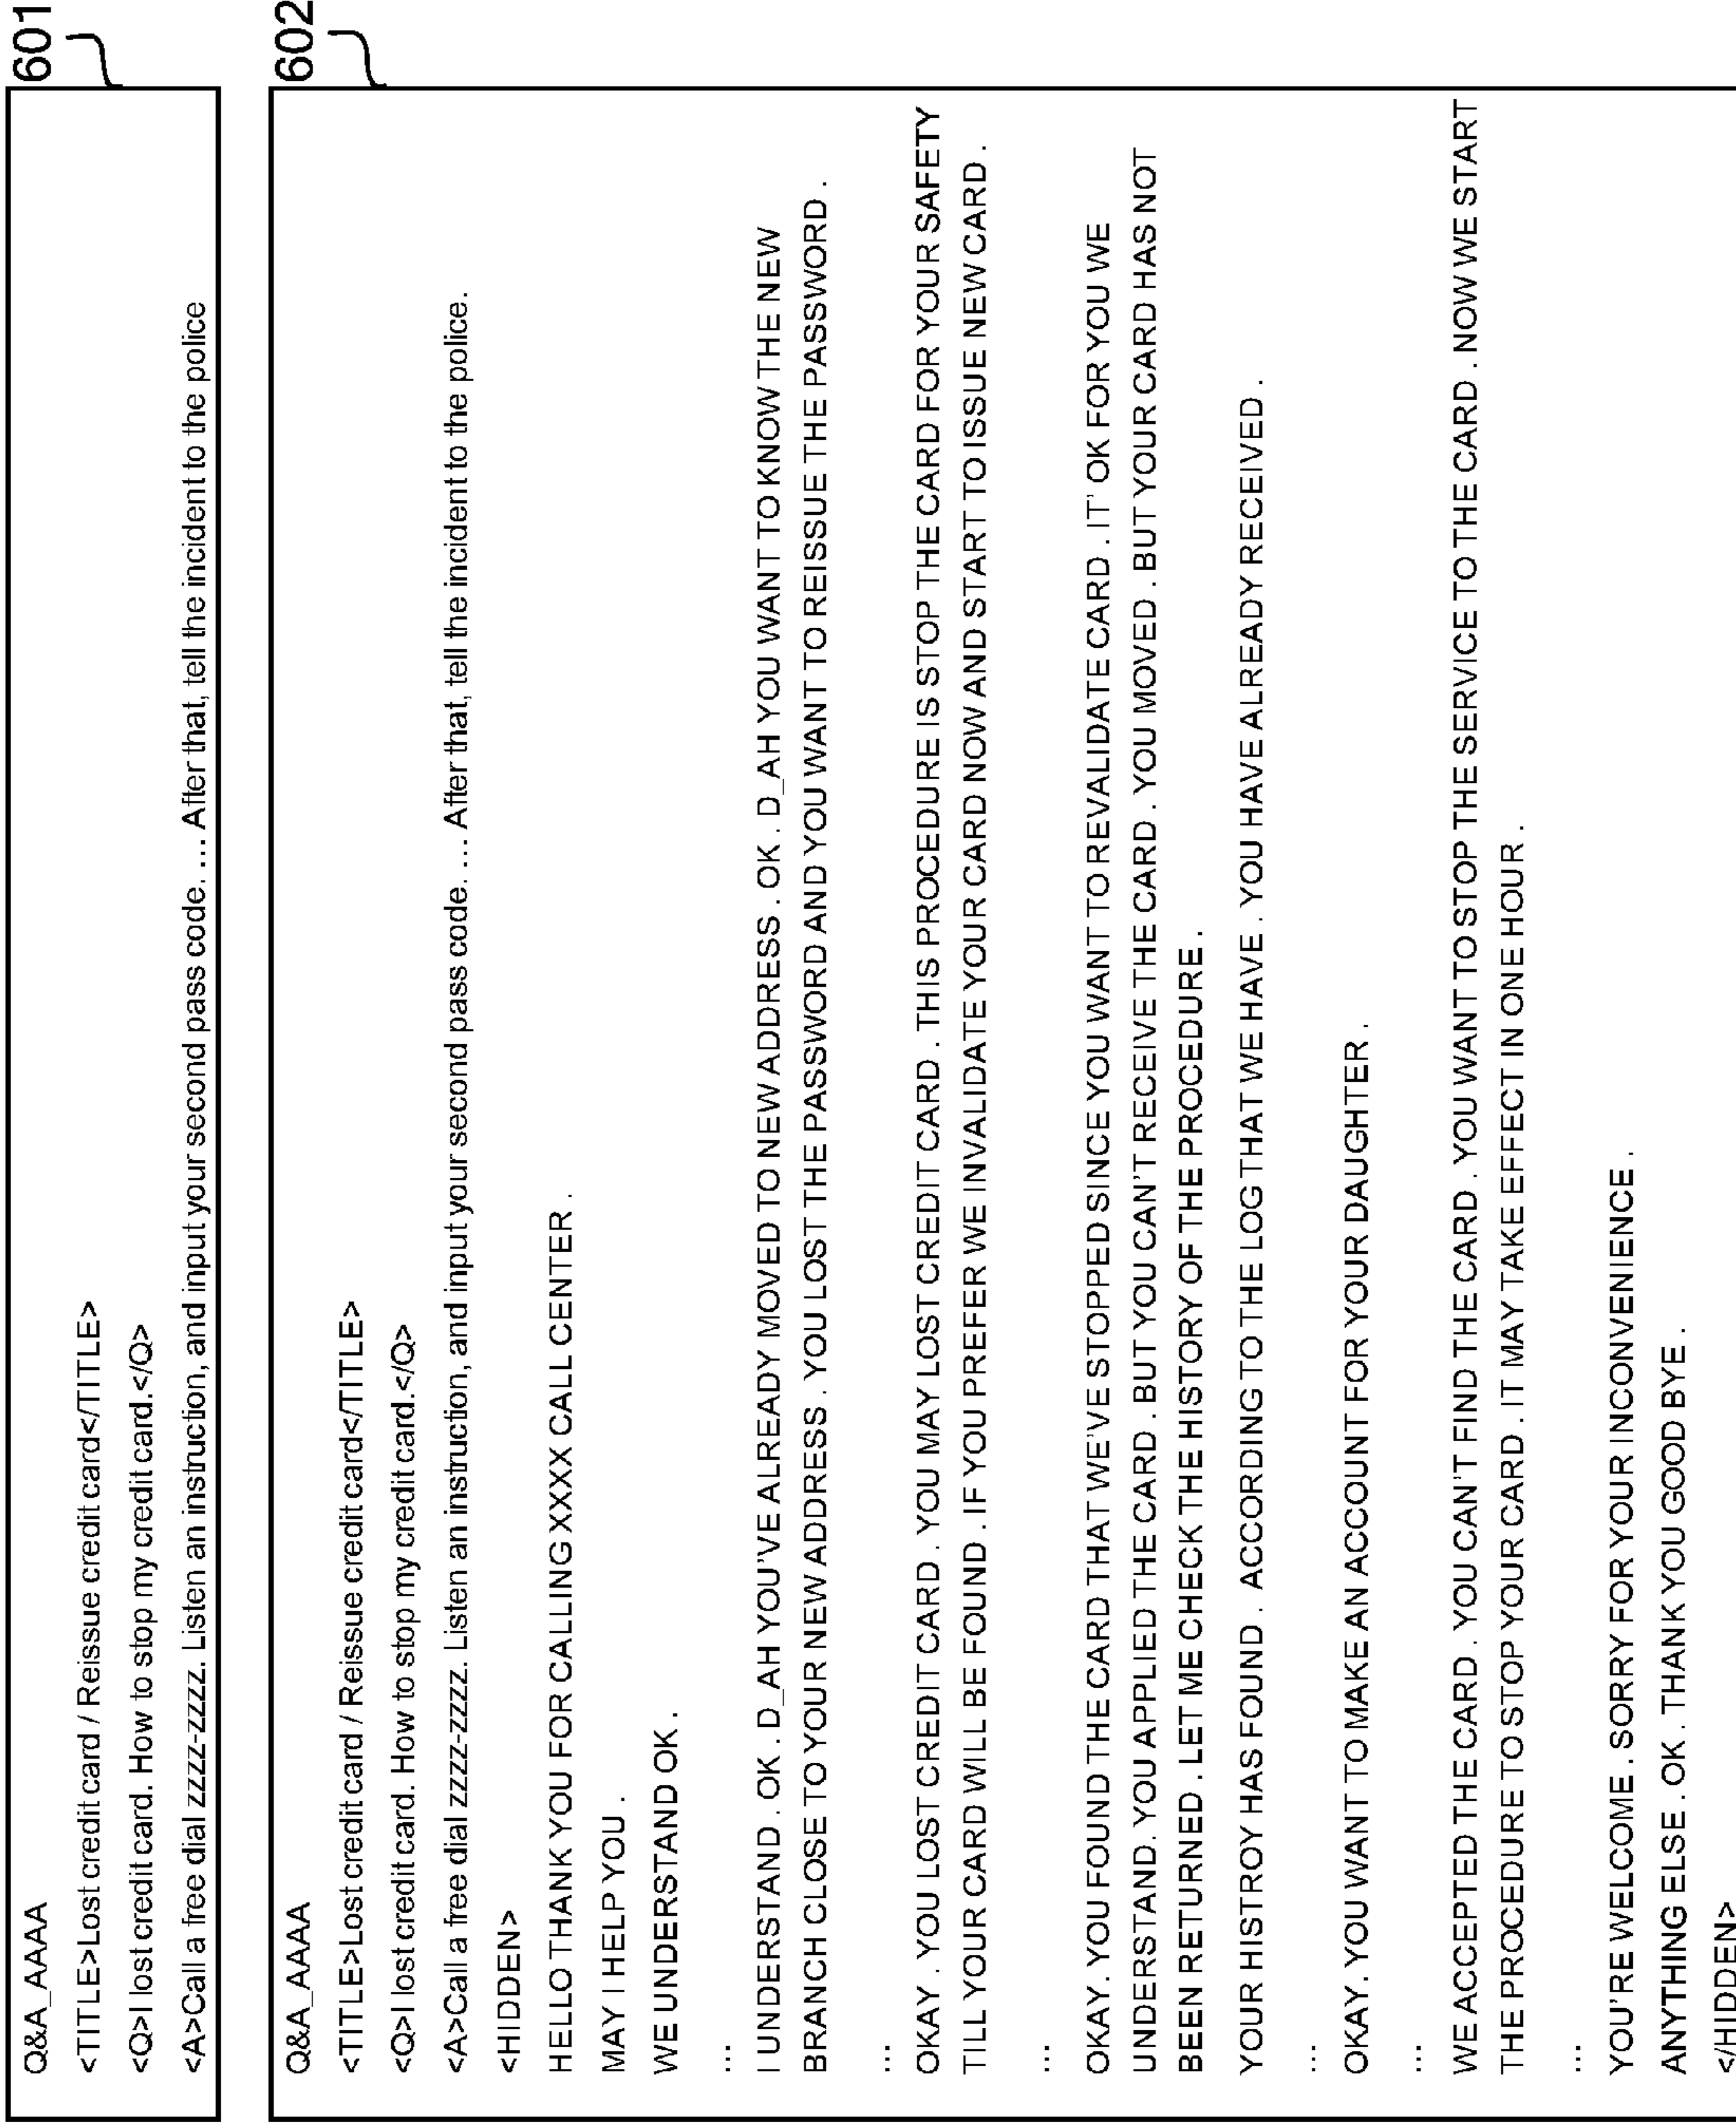 601
Q&A_AAAA
<TITLE>Lost credit card / Reissue credit card</TITLE>
<Q>I lost credit card. How to stop my credit card.</Q>
<A>Call a free dial zzzz-zzzz. Listen an instruction, and input your second pass code. … After that, tell the incident to the police
602
Q&A_AAAA
<TITLE>Lost credit card / Reissue credit card</TITLE>
<Q>I lost credit card. How to stop my credit card.</Q>
<A>Call a free dial zzzz-zzzz. Listen an instruction, and input your second pass code. … After that, tell the incident to the police.
<HIDDEN>
HELLO THANK YOU FOR CALLING XXXX CALL CENTER .
MAY I HELP YOU .
WE UNDERSTAND OK .
…
I UNDERSTAND . OK . D_AH YOU'VE ALREADY MOVED TO NEW ADDRESS . OK . D_AH YOU WANT TO KNOW THE NEW
BRANCH CLOSE TO YOUR NEW ADDRESS . YOU LOST THE PASSWORD AND YOU WANT TO REISSUE THE PASSWORD .
…
OKAY . YOU LOST CREDIT CARD . YOU MAY LOST CREDIT CARD . THIS PROCEDURE IS STOP THE CARD FOR YOUR SAFETY
TILL YOUR CARD WILL BE FOUND . IF YOU PREFER WE INVALIDATE YOUR CARD NOW AND START TO ISSUE NEW CARD .
…
OKAY. YOU FOUND THE CARD THAT WE'VE STOPPED SINCE YOU WANT TO REVALIDATE CARD . IT' OK FOR YOU WE
UNDERSTAND. YOU APPLIED THE CARD . BUT YOU CAN'T RECEIVE THE CARD . YOU MOVED . BUT YOUR CARD HAS NOT
BEEN RETURNED . LET ME CHECK THE HISTORY OF THE PROCEDURE .
YOUR HISTROY HAS FOUND . ACCORDING TO THE LOG THAT WE HAVE . YOU HAVE ALREADY RECEIVED .
…
OKAY. YOU WANT TO MAKE AN ACCOUNT FOR YOUR DAUGHTER .
…
WE ACCEPTED THE CARD . YOU CAN'T FIND THE CARD . YOU WANT TO STOP THE SERVICE TO THE CARD . NOW WE START
THE PROCEDURE TO STOP YOUR CARD . IT MAY TAKE EFFECT IN ONE HOUR .
…
YOU'RE WELCOME . SORRY FOR YOUR INCONVENIENCE .
ANYTHING ELSE . OK . THANK YOU GOOD BYE .
</HIDDEN>